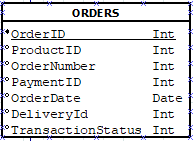 ORDERS
OrderID Int
ProductID Int
OrderNumber Int
PaymentID Int
OrderDate Date
DeliveryId Int
TransactionStatus Int